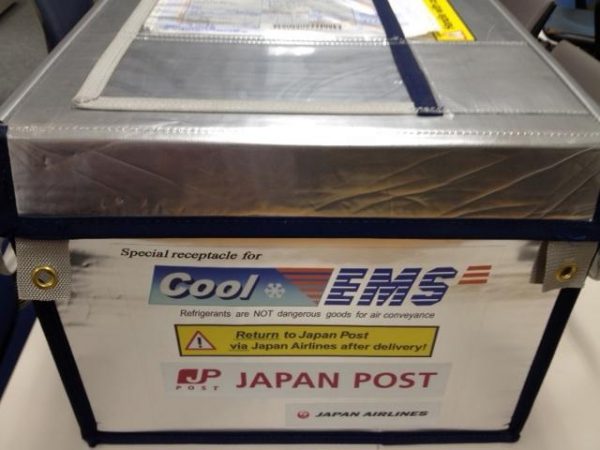 Special receptacle for
Cool EMS
Refrigerants are NOT dangerous goods for air conveyance
Return to Japan Post
via Japan Airlines after delivery!
JP POST JAPAN POST
JAPAN AIRLINES